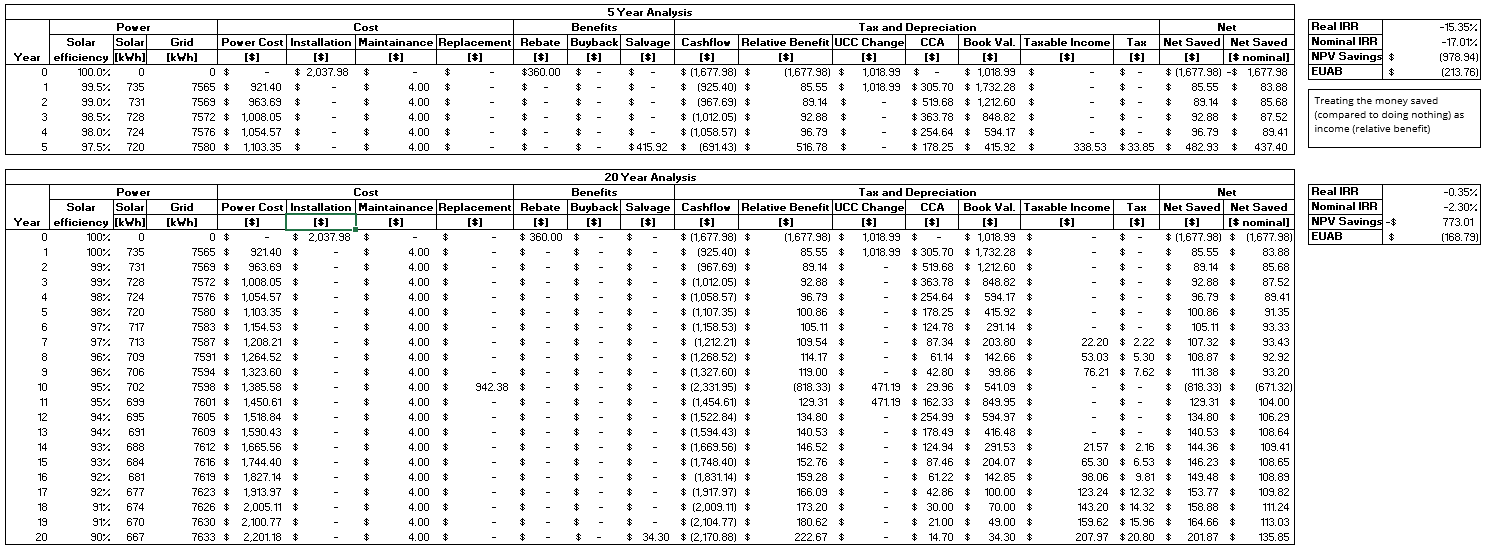 5 Year Analysis
Power Cost Benefits Tax and Depreciation Net
Solar Solar Grid Power Cost Installation Maintainance Replacement Rebate Buyback Salvage Cashflow Relative Benefit UCC Change CCA Book Val. Taxable Income Tax Net Saved Net Saved
Year efficiency [kWh] [kWh] [$] [$] [$] [$] [$] [$] [$] [$] [$] [$] [$] [$] [$] [$] [$] [$ nominal]
0 100.0% 0 0 $ - $ 2,037.98 $ - $ - $360.00 $ - $ - $ (1,677.98) $ (1,677.98) $ 1,018.99 $ - $ 1,018.99 $ - $ - $ (1,677.98) -$ 1,677.98
1 99.5% 735 7565 $ 921.40 $ - $ 4.00 $ - $ - $ - $ - $ (925.40) $ 85.55 $ 1,018.99 $ 305.70 $ 1,732.28 $ - $ - $ 85.55 $ 83.88
2 99.0% 731 7569 $ 963.69 $ - $ 4.00 $ - $ - $ - $ - $ (967.69) $ 89.14 $ - $ 519.68 $ 1,212.60 $ - $ - $ 89.14 $ 85.68
3 98.5% 728 7572 $ 1,008.05 $ - $ 4.00 $ - $ - $ - $ - $ (1,012.05) $ 92.88 $ - $ 363.78 $ 848.82 $ - $ - $ 92.88 $ 87.52
4 98.0% 724 7576 $ 1,054.57 $ - $ 4.00 $ - $ - $ - $ - $ (1,058.57) $ 96.79 $ - $ 254.64 $ 594.17 $ - $ - $ 96.79 $ 89.41
5 97.5% 720 7580 $ 1,103.35 $ - $ 4.00 $ - $ - $ - $415.92 $ (691.43) $ 516.78 $ - $ 178.25 $ 415.92 $ 338.53 $33.85 $ 482.93 $ 437.40
Real IRR -15.35%
Nominal IRR -17.01%
NPV Savings $ (978.94)
EUAB $ (213.76)
Treating the money saved
(compared to doing nothing) as
income (relative benefit)
20 Year Analysis
Power Cost Benefits Tax and Depreciation Net
Solar Solar Grid Power Cost Installation Maintainance Replacement Rebate Buyback Salvage Cashflow Relative Benefit UCC Change CCA Book Val. Taxable Income Tax Net Saved Net Saved
Year efficiency [kWh] [kWh] [$] [$] [$] [$] [$] [$] [$] [$] [$] [$] [$] [$] [$] [$] [$] [$ nominal]
0 100% 0 0 $ - $ 2,037.98 $ - $ - $ 360.00 $ - $ - $ (1,677.98) $ (1,677.98) $ 1,018.99 $ - $ 1,018.99 $ - $ - $ (1,677.98) $ (1,677.98)
1 100% 735 7565 $ 921.40 $ - $ 4.00 $ - $ - $ - $ - $ (925.40) $ 85.55 $ 1,018.99 $ 305.70 $ 1,732.28 $ - $ - $ 85.55 $ 83.88
2 99% 731 7569 $ 963.69 $ - $ 4.00 $ - $ - $ - $ - $ (967.69) $ 89.14 $ - $ 519.68 $ 1,212.60 $ - $ - $ 89.14 $ 85.68
3 99% 728 7572 $ 1,008.05 $ - $ 4.00 $ - $ - $ - $ - $ (1,012.05) $ 92.88 $ - $ 363.78 $ 848.82 $ - $ - $ 92.88 $ 87.52
4 98% 724 7576 $ 1,054.57 $ - $ 4.00 $ - $ - $ - $ - $ (1,058.57) $ 96.79 $ - $ 254.64 $ 594.17 $ - $ - $ 96.79 $ 89.41
5 98% 720 7580 $ 1,103.35 $ - $ 4.00 $ - $ - $ - $ - $ (1,107.35) $ 100.86 $ - $ 178.25 $ 415.92 $ - $ - $ 100.86 $ 91.35
6 97% 717 7583 $ 1,154.53 $ - $ 4.00 $ - $ - $ - $ - $ (1,158.53) $ 105.11 $ - $ 124.78 $ 291.14 $ - $ - $ 105.11 $ 93.33
7 97% 713 7587 $ 1,208.21 $ - $ 4.00 $ - $ - $ - $ - $ (1,212.21) $ 109.54 $ - $ 87.34 $ 203.80 $ 22.20 $ 2.22 $ 107.32 $ 93.43
8 96% 709 7591 $ 1,264.52 $ - $ 4.00 $ - $ - $ - $ - $ (1,268.52) $ 114.17 $ - $ 61.14 $ 142.66 $ 53.03 $ 5.30 $ 108.87 $ 92.92
9 96% 706 7594 $ 1,323.60 $ - $ 4.00 $ - $ - $ - $ - $ (1,327.60) $ 119.00 $ - $ 42.80 $ 99.86 $ 76.21 $ 7.62 $ 111.38 $ 93.20
10 95% 702 7598 $ 1,385.58 $ - $ 4.00 $ 942.38 $ - $ - $ - $ (2,331.95) $ (818.33) $ 471.19 $ 29.96 $ 541.09 $ - $ - $ (818.33) $ (671.32)
11 95% 699 7601 $ 1,450.61 $ - $ 4.00 $ - $ - $ - $ - $ (1,454.61) $ 129.31 $ 471.19 $ 162.33 $ 849.95 $ - $ - $ 129.31 $ 104.00
12 94% 695 7605 $ 1,518.84 $ - $ 4.00 $ - $ - $ - $ - $ (1,522.84) $ 134.80 $ - $ 254.99 $ 594.97 $ - $ - $ 134.80 $ 106.29
13 94% 691 7609 $ 1,590.43 $ - $ 4.00 $ - $ - $ - $ - $ (1,594.43) $ 140.53 $ - $ 178.49 $ 416.48 $ - $ - $ 140.53 $ 108.64
14 93% 688 7612 $ 1,665.56 $ - $ 4.00 $ - $ - $ - $ - $ (1,669.56) $ 146.52 $ - $ 124.94 $ 291.53 $ 21.57 $ 2.16 $ 144.36 $ 109.41
15 93% 684 7616 $ 1,744.40 $ - $ 4.00 $ - $ - $ - $ - $ (1,748.40) $ 152.76 $ - $ 87.46 $ 204.07 $ 65.30 $ 6.53 $ 146.23 $ 108.65
16 92% 681 7619 $ 1,827.14 $ - $ 4.00 $ - $ - $ - $ - $ (1,831.14) $ 159.28 $ - $ 61.22 $ 142.85 $ 98.06 $ 9.81 $ 149.48 $ 108.89
17 92% 677 7623 $ 1,913.97 $ - $ 4.00 $ - $ - $ - $ - $ (1,917.97) $ 166.09 $ - $ 42.86 $ 100.00 $ 123.24 $ 12.32 $ 153.77 $ 109.82
18 91% 674 7626 $ 2,005.11 $ - $ 4.00 $ - $ - $ - $ - $ (2,009.11) $ 173.20 $ - $ 30.00 $ 70.00 $ 143.20 $ 14.32 $ 158.88 $ 111.24
19 91% 670 7630 $ 2,100.77 $ - $ 4.00 $ - $ - $ - $ - $ (2,104.77) $ 180.62 $ - $ 21.00 $ 49.00 $ 159.62 $ 15.96 $ 164.66 $ 113.03
20 90% 667 7633 $ 2,201.18 $ - $ 4.00 $ - $ - $ - $ 34.30 $ (2,170.88) $ 222.67 $ - $ 14.70 $ 34.30 $ 207.97 $ 20.80 $ 201.87 $ 135.85
Real IRR -0.35%
Nominal IRR -2.30%
NPV Savings -$ 773.01
EUAB $ (168.79)